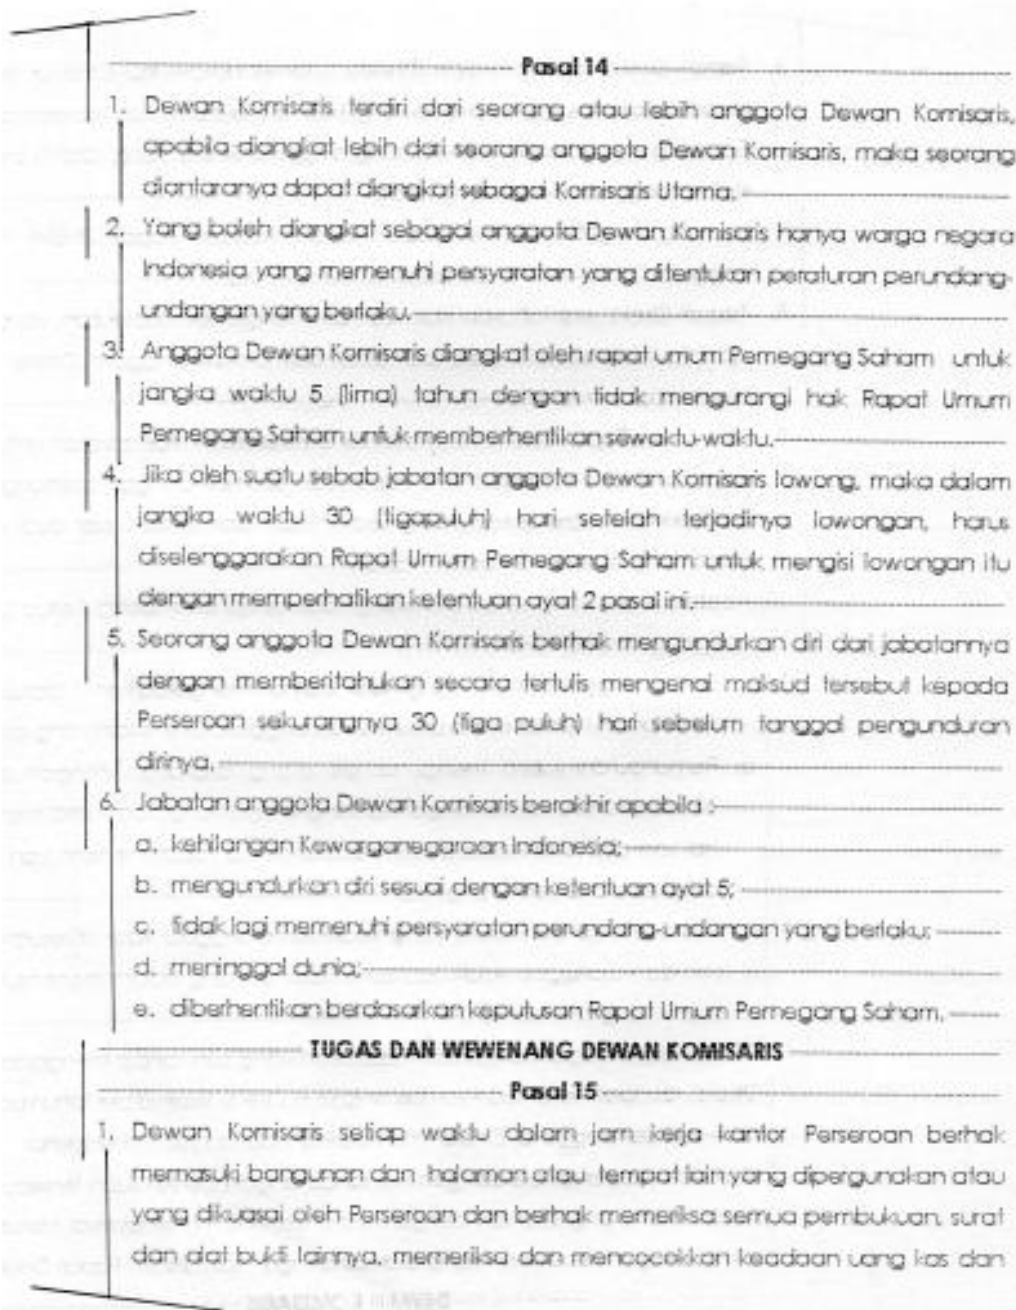 Pasal 14
1. Dewan Komisaris terdiri dari seorang atau lebih anggota Dewan Komisaris,
apabila diangkat lebih dari seorang anggota Dewan Komisaris, maka seorang
diantaranya dapat diangkat sebagai Komisaris Utama.
2. Yang boleh diangkat sebagai anggota Dewan Komisaris hanya warga negara
Indonesia yang memenuhi persyaratan yang ditentukan peraturan perundang-
undangan yang berlaku.
3. Anggota Dewan Komisaris diangkat oleh rapat umum Pemegang Saham untuk
jangka waktu 5 (lima) tahun dengan tidak mengurangi hak Rapat Umum
Pemegang Saham untuk memberhentikan sewaktu-waktu.
4. Jika oleh suatu sebab jabatan anggota Dewan Komisaris lowong, maka dalam
jangka waktu 30 (tigapuluh) hari setelah terjadinya lowongan, harus
diselenggarakan Rapat Umum Pemegang Saham untuk mengisi lowongan itu
dengan memperhatikan ketentuan ayat 2 pasal ini.
5. Seorang anggota Dewan Komisaris berhak mengundurkan diri dari jabatannya
dengan memberitahukan secara tertulis mengenai maksud tersebut kepada
Perseroan sekurangnya 30 (tiga puluh) hari sebelum tanggal pengunduran
dirinya.
6. Jabatan anggota Dewan Komisaris berakhir apabila :
a. kehilangan Kewarganegaraan Indonesia;
b. mengundurkan diri sesuai dengan ketentuan ayat 5;
c. tidak lagi memenuhi persyaratan perundang-undangan yang berlaku;
d. meninggal dunia;
e. diberhentikan berdasarkan keputusan Rapat Umum Pemegang Saham.
TUGAS DAN WEWENANG DEWAN KOMISARIS
Pasal 15
1. Dewan Komisaris setiap waktu dalam jam kerja kantor Perseroan berhak
memasuki bangunan dan halaman atau tempat lain yang dipergunakan atau
yang dikuasai oleh Perseroan dan berhak memeriksa semua pembukuan, surat
dan alat bukti lainnya, memeriksa dan mencocokkan keadaan uang kas dan